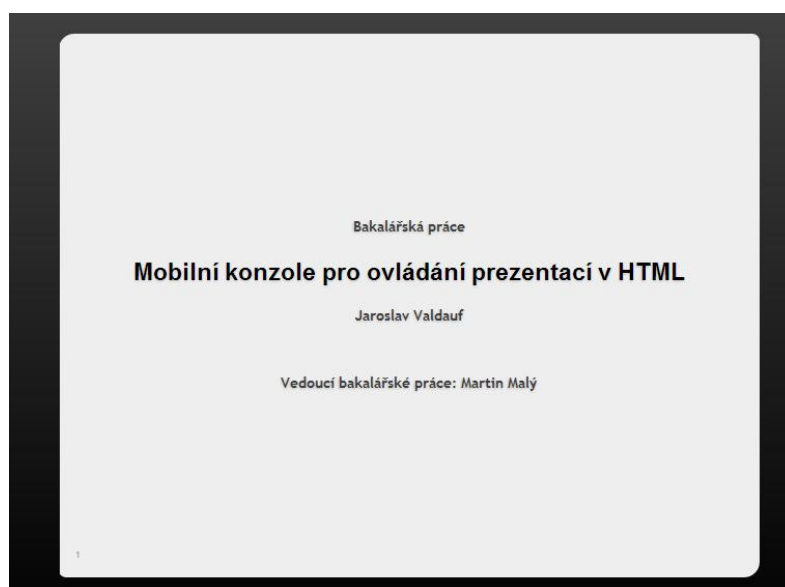 Bakalářská práce
Mobilní konzole pro ovládání prezentací v HTML
Jaroslav Valdauf
Vedoucí bakalářské práce: Martin Malý
1